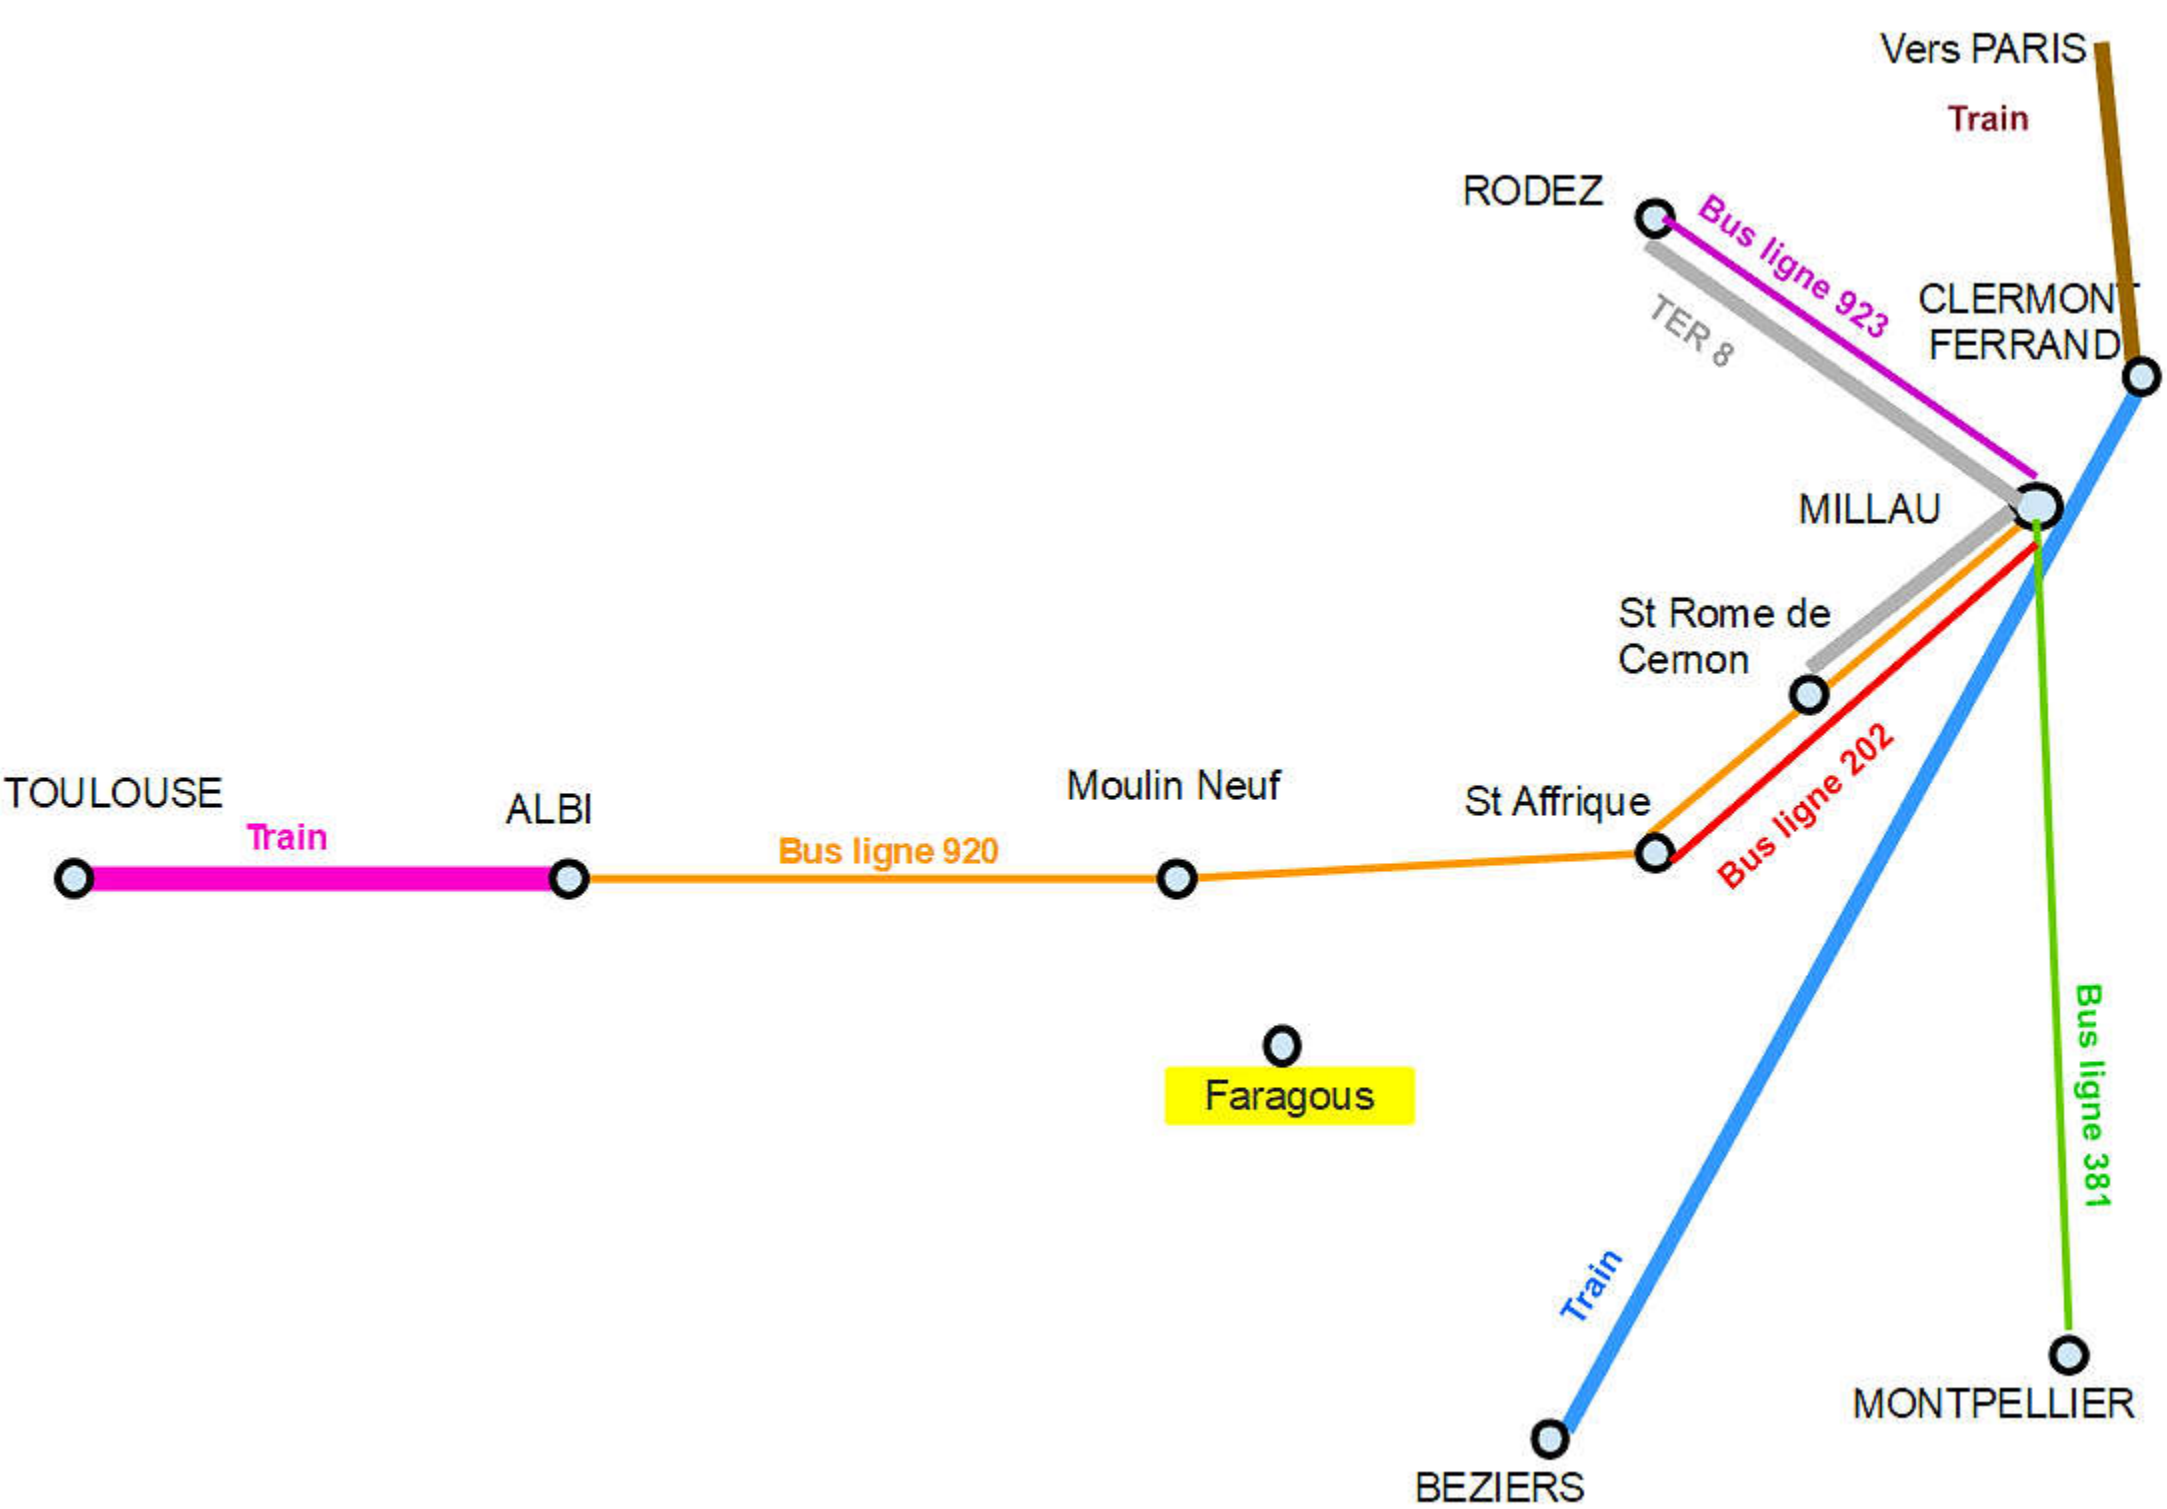 Vers PARIS
Train
RODEZ
Bus ligne 923
TER 8
CLERMONT
FERRAND
MILLAU
St Rome de
Cernon
TOULOUSE
Train
ALBI
Bus ligne 920
Moulin Neuf
St Affrique
Bus ligne 202
Faragous
Bus ligne 381
Train
MONTPELLIER
BEZIERS